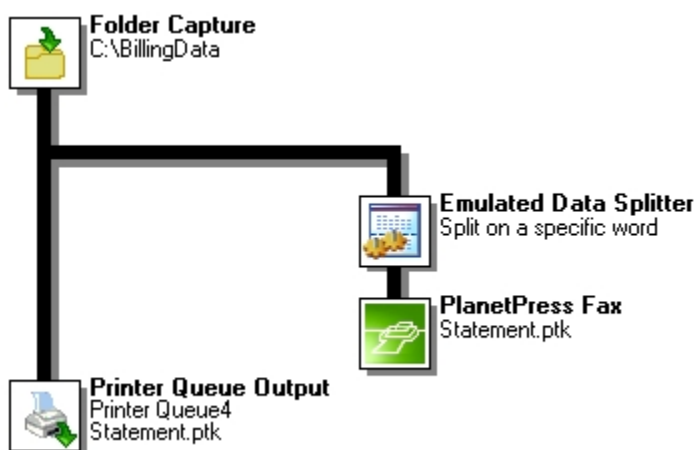 Folder Capture
C:\BillingData
Emulated Data Splitter
Split on a specific word
PlanetPress Fax
Statement.ptk
Printer Queue Output
Printer Queue4
Statement.ptk